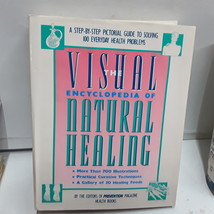 A STEP-BY-STEP PICTORIAL GUIDE TO SOLVING
100 EVERYDAY HEALTH PROBLEMS
THE
VISUAL
ENCYCLOPEDIA OF
NATURAL
HEALING
• More Than 700 Illustrations
• Practical Curative Techniques
• A Gallery of 50 Healing Foods
BY THE EDITORS OF PREVENTION MAGAZINE
HEALTH BOOKS